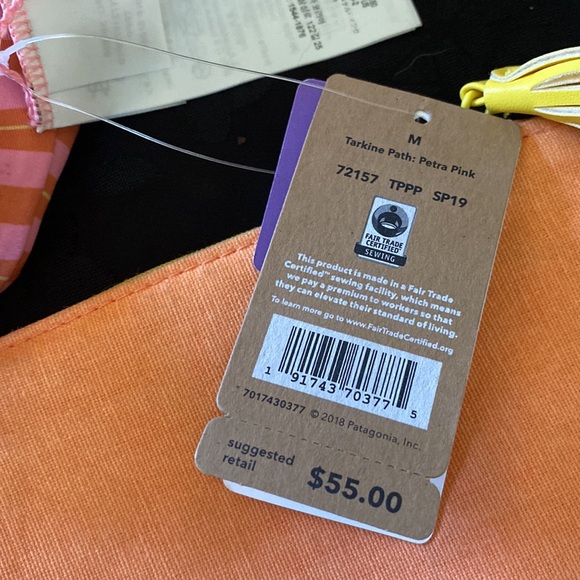 M
Tarkine Path: Petra Pink
72157 TPPP SP19
FAIR TRADE
CERTIFIED™
SEWING
This product is made in a Fair Trade
Certified™ sewing facility, which means
we pay a premium to workers so that
they can elevate their standard of living.
To learn more go to www.FairTradeCertified.org
1 91743 70377 5
* 7017430377 © 2018 Patagonia, Inc.
suggested
retail
$55.00